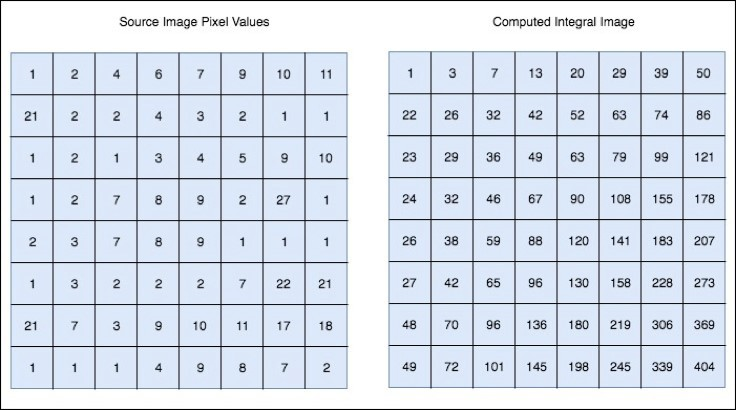 Source Image Pixel Values
1 2 4 6 7 9 10 11
21 2 2 4 3 2 1 1
1 2 1 3 4 5 9 10
1 2 7 8 9 2 27 1
2 3 7 8 9 1 1 1
1 3 2 2 2 7 22 21
21 7 3 9 10 11 17 18
1 1 1 4 9 8 7 2
Computed Integral Image
1 3 7 13 20 29 39 50
22 26 32 42 52 63 74 86
23 29 36 49 63 79 99 121
24 32 46 67 90 108 155 178
26 38 59 88 120 141 183 207
27 42 65 96 130 158 228 273
48 70 96 136 180 219 306 369
49 72 101 145 198 245 339 404